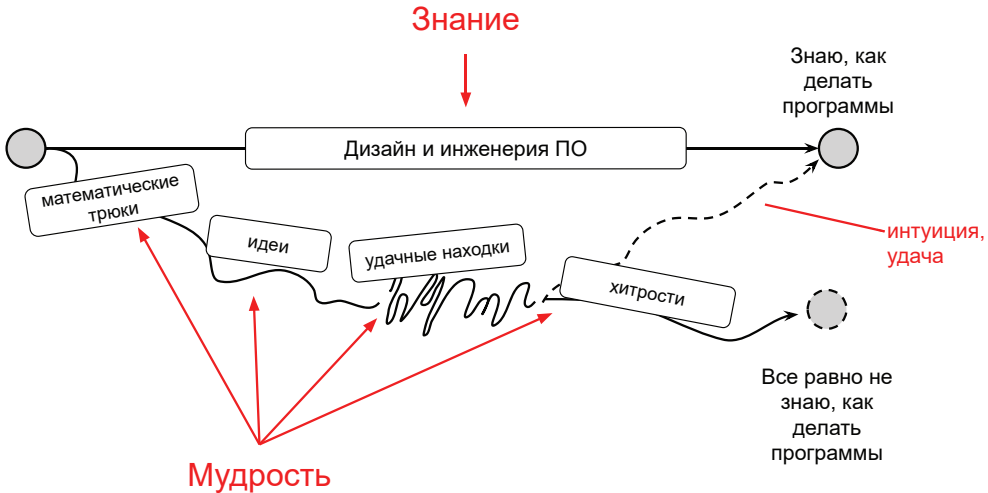 Знание
Знаю, как
делать
программы
Дизайн и инженерия ПО
математические
трюки
идеи
удачные находки
хитрости
интуиция,
удача
Все равно не
знаю, как
делать
программы
Мудрость